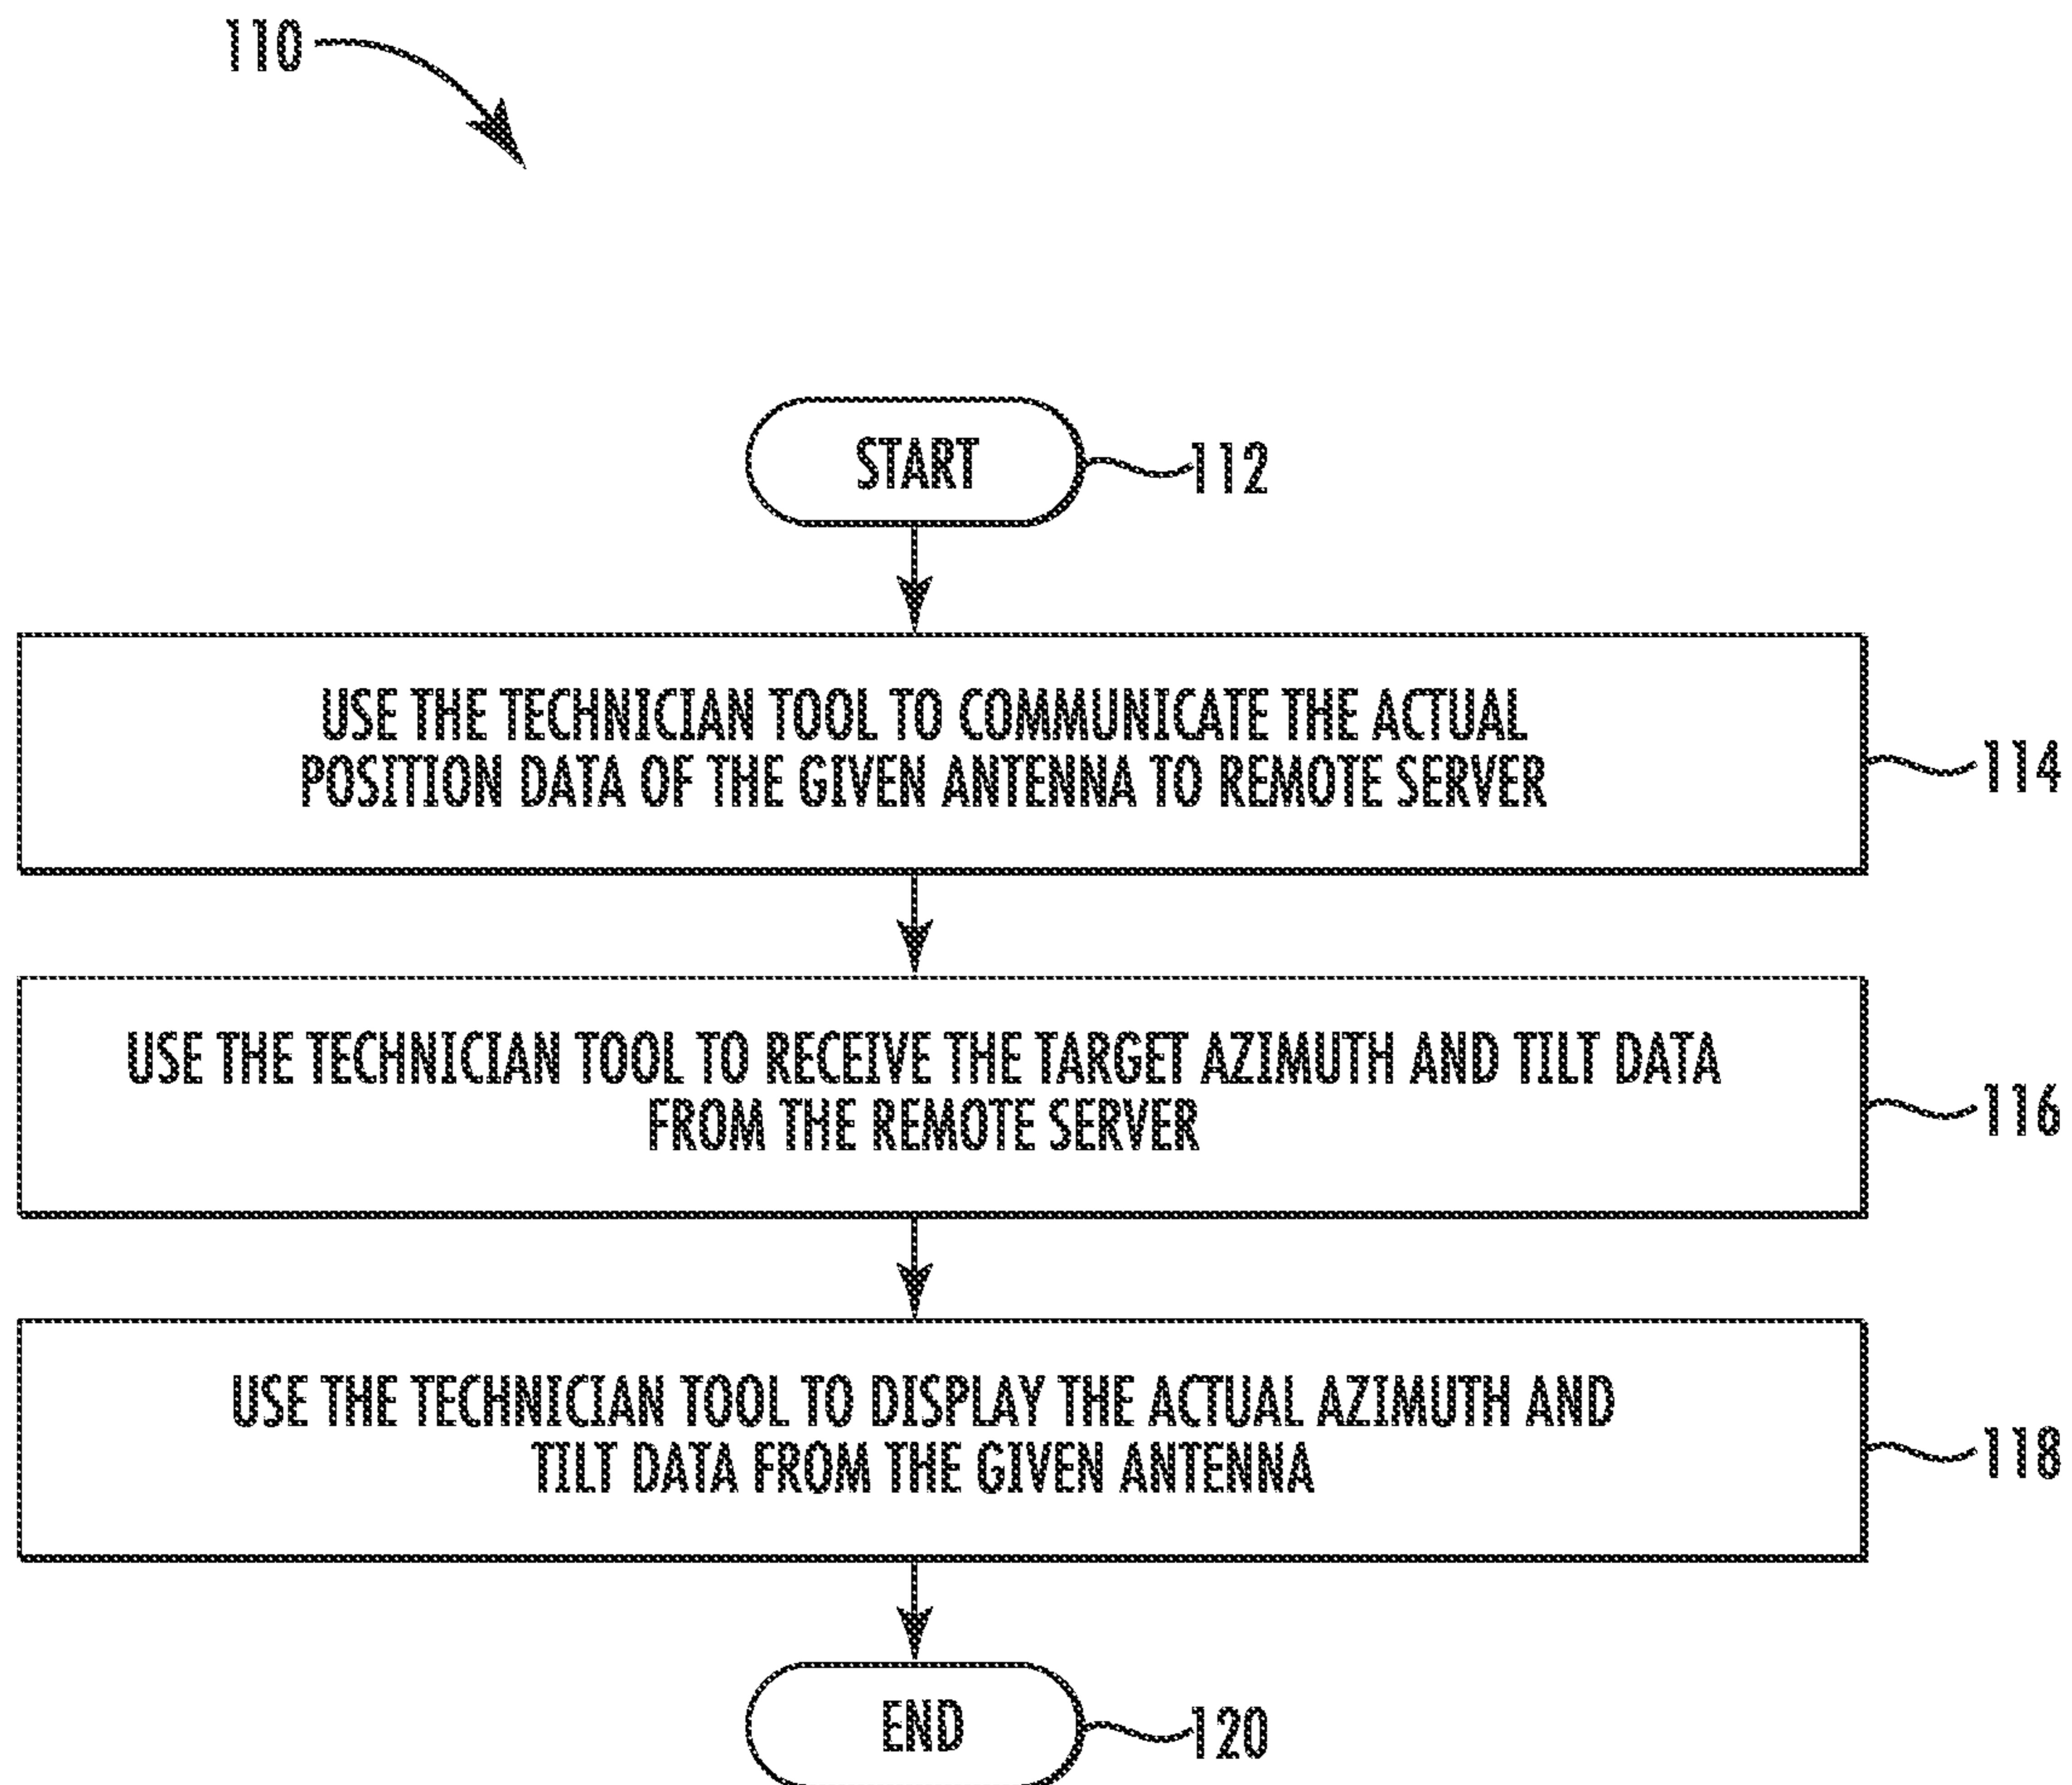 110
START
112
USE THE TECHNICIAN TOOL TO COMMUNICATE THE ACTUAL
POSITION DATA OF THE GIVEN ANTENNA TO REMOTE SERVER
114
USE THE TECHNICIAN TOOL TO RECEIVE THE TARGET AZIMUTH AND TILT DATA
FROM THE REMOTE SERVER
116
USE THE TECHNICIAN TOOL TO DISPLAY THE ACTUAL AZIMUTH AND
TILT DATA FROM THE GIVEN ANTENNA
118
END
120